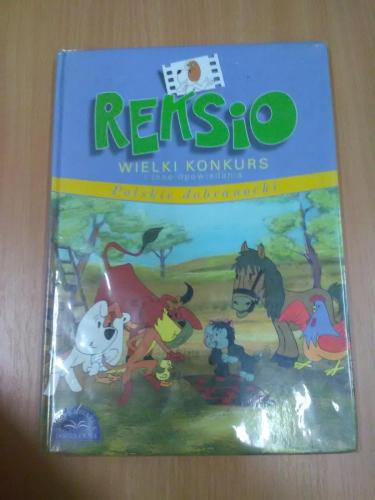 REKSIO
WIELKI KONKURS
i inne opowiadania
Polskie dobranocki